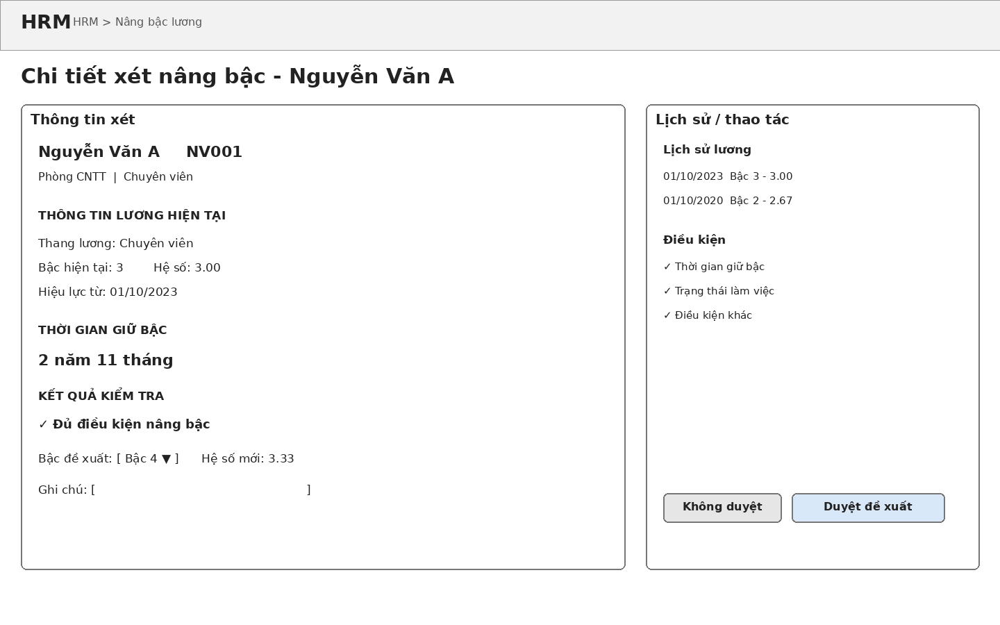 HRM HRM > Nâng bậc lương
Chi tiết xét nâng bậc - Nguyễn Văn A
Thông tin xét
Nguyễn Văn A NV001
Phòng CNTT | Chuyên viên
THÔNG TIN LƯƠNG HIỆN TẠI
Thang lương: Chuyên viên
Bậc hiện tại: 3 Hệ số: 3.00
Hiệu lực từ: 01/10/2023
THỜI GIAN GIỮ BẬC
2 năm 11 tháng
KẾT QUẢ KIỂM TRA
✓ Đủ điều kiện nâng bậc
Bậc đề xuất: [ Bậc 4 ▼ ] Hệ số mới: 3.33
Ghi chú: [ ]
Lịch sử / thao tác
Lịch sử lương
01/10/2023 Bậc 3 - 3.00
01/10/2020 Bậc 2 - 2.67
Điều kiện
✓ Thời gian giữ bậc
✓ Trạng thái làm việc
✓ Điều kiện khác
Không duyệt
Duyệt đề xuất